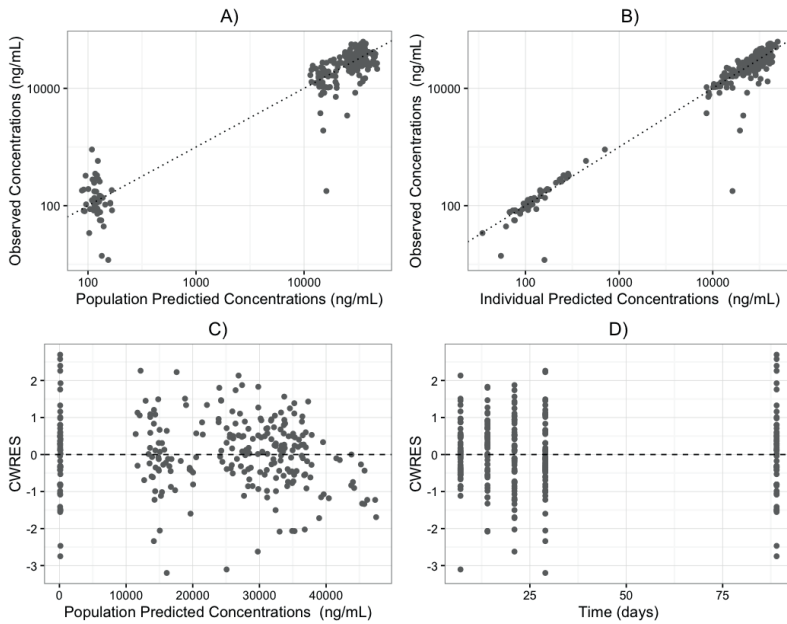 A)
Observed Concentrations (ng/mL)
10000
100
100
1000
10000
Population Predictied Concentrations (ng/mL)
B)
Observed Concentrations (ng/mL)
10000
100
100
1000
10000
Individual Predicted Concentrations (ng/mL)
C)
CWRES
2
1
0
-1
-2
-3
0
10000
20000
30000
40000
Population Predicted Concentrations (ng/mL)
D)
CWRES
2
1
0
-1
-2
-3
25
50
75
Time (days)